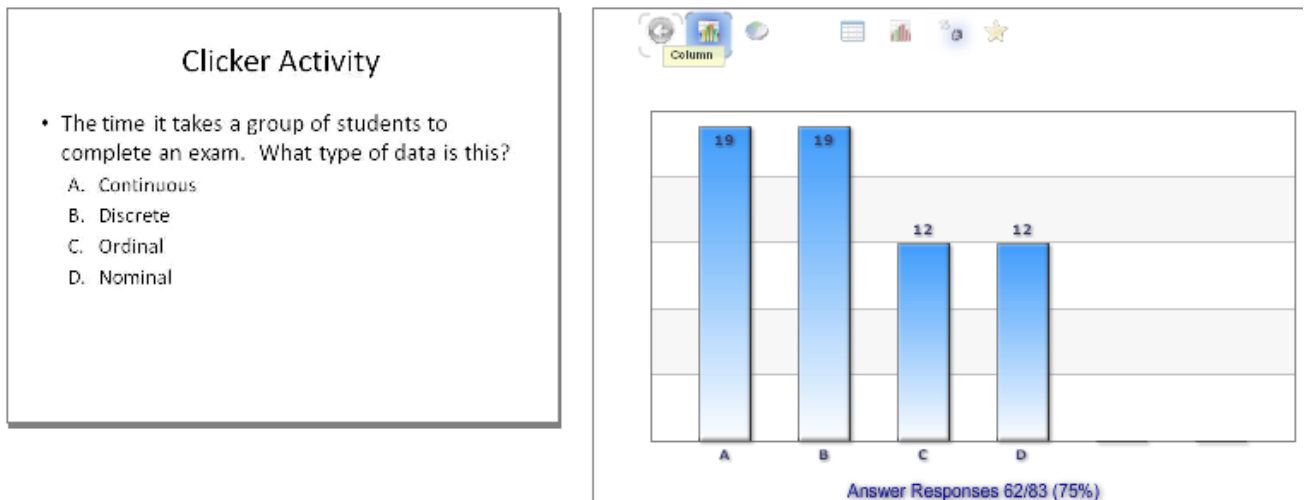 Clicker Activity
• The time it takes a group of students to
complete an exam. What type of data is this?
A. Continuous
B. Discrete
C. Ordinal
D. Nominal
Column
19 19
12 12
A B C D
Answer Responses 62/83 (75%)